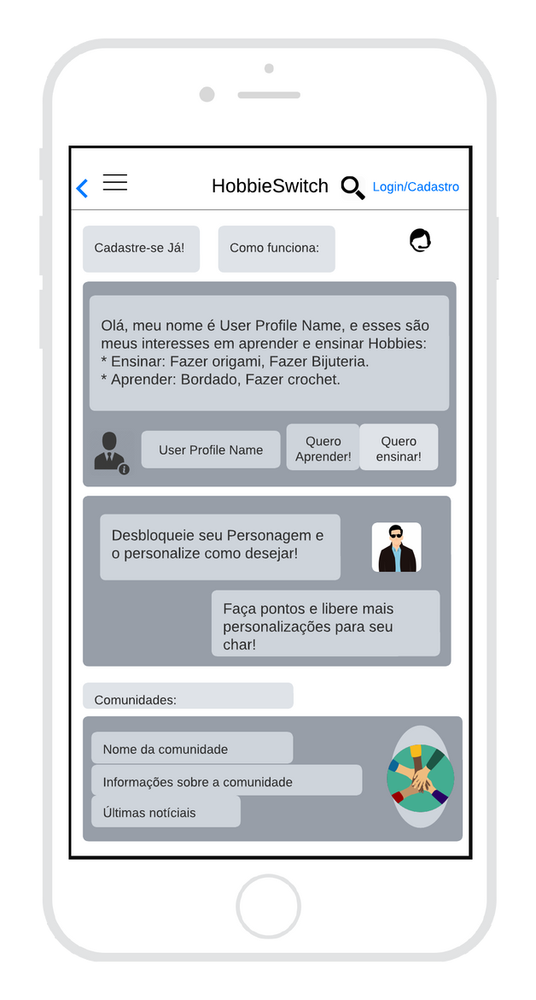 HobbieSwitch
Login/Cadastro
Cadastre-se Já!
Como funciona:
Olá, meu nome é User Profile Name, e esses são
meus interesses em aprender e ensinar Hobbies:
* Ensinar: Fazer origami, Fazer Bijuteria.
* Aprender: Bordado, Fazer crochet.
User Profile Name
Quero
Aprender!
Quero
ensinar!
Desbloqueie seu Personagem e
o personalize como desejar!
Faça pontos e libere mais
personalizações para seu
char!
Comunidades:
Nome da comunidade
Informações sobre a comunidade
Últimas notíciais